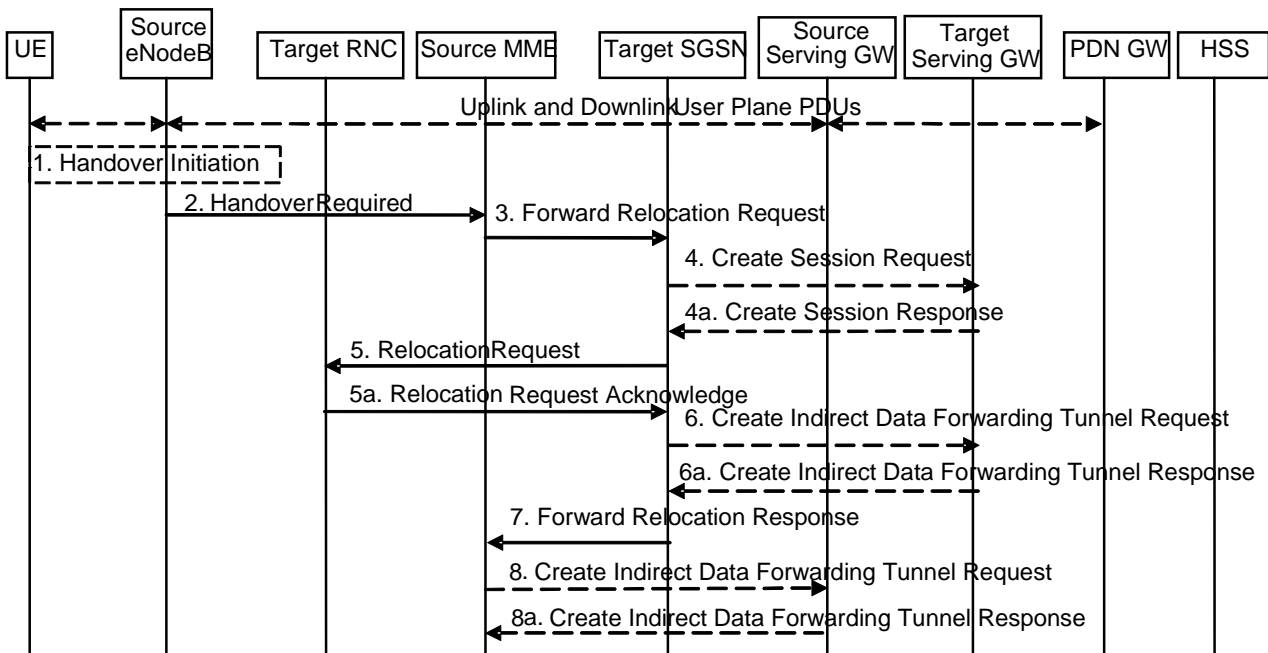 UE
Source
eNodeB
Target RNC
Source MME
Target SGSN
Source
Serving GW
Target
Serving GW
PDN GW
HSS
Uplink and Downlink User Plane PDUs
1. Handover Initiation
2. Handover Required
3. Forward Relocation Request
4. Create Session Request
4a. Create Session Response
5. Relocation Request
5a. Relocation Request Acknowledge
6. Create Indirect Data Forwarding Tunnel Request
6a. Create Indirect Data Forwarding Tunnel Response
7. Forward Relocation Response
8. Create Indirect Data Forwarding Tunnel Request
8a. Create Indirect Data Forwarding Tunnel Response